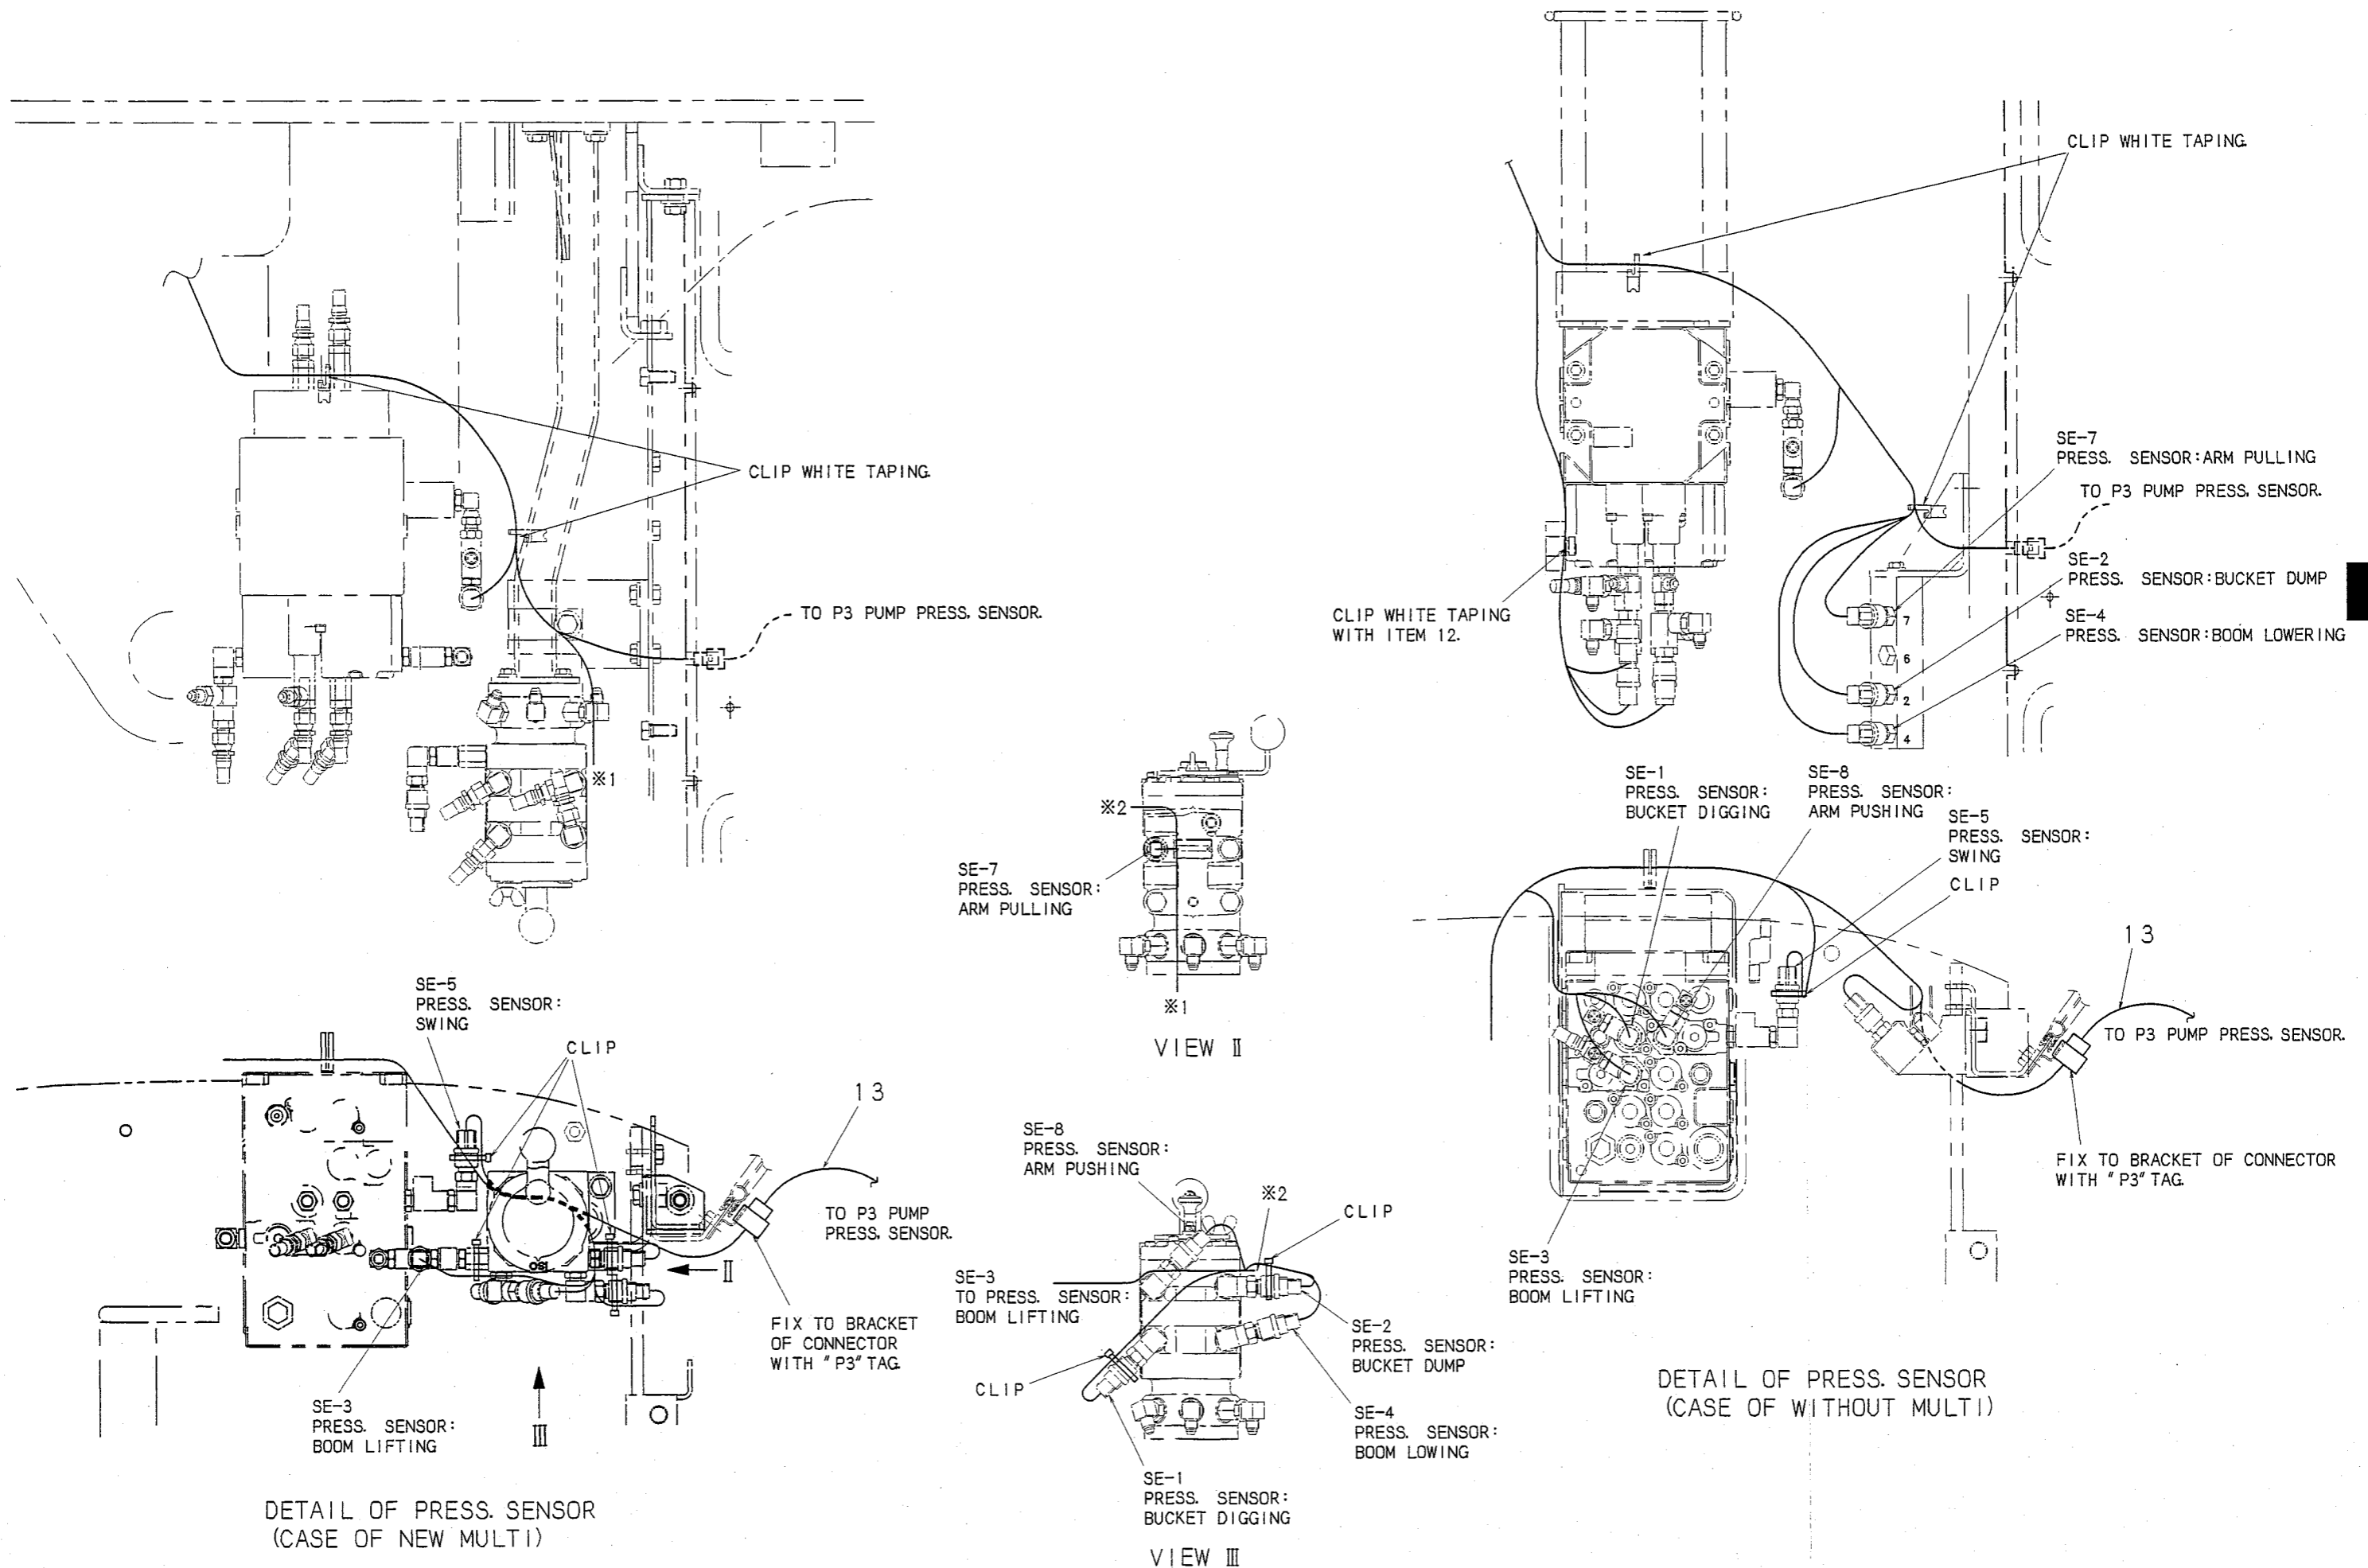 CLIP WHITE TAPING.
TO P3 PUMP PRESS. SENSOR.
※1
SE-5
PRESS. SENSOR:
SWING
CLIP
13
TO P3 PUMP
PRESS. SENSOR.
ISO
II
FIX TO BRACKET
OF CONNECTOR
WITH "P3" TAG.
SE-3
PRESS. SENSOR:
BOOM LIFTING
III
DETAIL OF PRESS. SENSOR
(CASE OF NEW MULTI)
※2
SE-7
PRESS. SENSOR:
ARM PULLING
※1
VIEW II
SE-8
PRESS. SENSOR:
ARM PUSHING
※2
CLIP
SE-3
TO PRESS. SENSOR:
BOOM LIFTING
SE-2
PRESS. SENSOR:
BUCKET DUMP
CLIP
SE-4
PRESS. SENSOR:
BOOM LOWING
SE-1
PRESS. SENSOR:
BUCKET DIGGING
VIEW III
CLIP WHITE TAPING.
SE-7
PRESS. SENSOR:ARM PULLING
TO P3 PUMP PRESS. SENSOR.
SE-2
PRESS. SENSOR:BUCKET DUMP
SE-4
PRESS. SENSOR:BOOM LOWERING
CLIP WHITE TAPING
WITH ITEM 12.
7
6
2
4
SE-1
PRESS. SENSOR:
BUCKET DIGGING
SE-8
PRESS. SENSOR:
ARM PUSHING
SE-5
PRESS. SENSOR:
SWING
CLIP
13
TO P3 PUMP PRESS. SENSOR.
FIX TO BRACKET OF CONNECTOR
WITH "P3" TAG.
SE-3
PRESS. SENSOR:
BOOM LIFTING
DETAIL OF PRESS. SENSOR
(CASE OF WITHOUT MULTI)